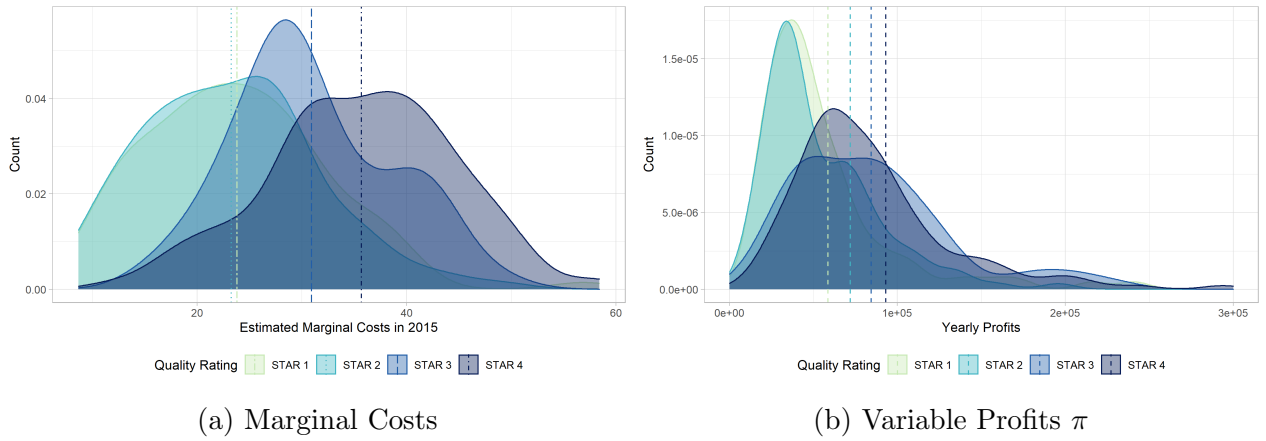 Count
0.04
0.02
0.00
20
40
60
Estimated Marginal Costs in 2015
Quality Rating STAR 1 STAR 2 STAR 3 STAR 4
(a) Marginal Costs
Count
1.5e-05
1.0e-05
5.0e-06
0.0e+00
0e+00
1e+05
2e+05
3e+05
Yearly Profits
Quality Rating STAR 1 STAR 2 STAR 3 STAR 4
(b) Variable Profits π